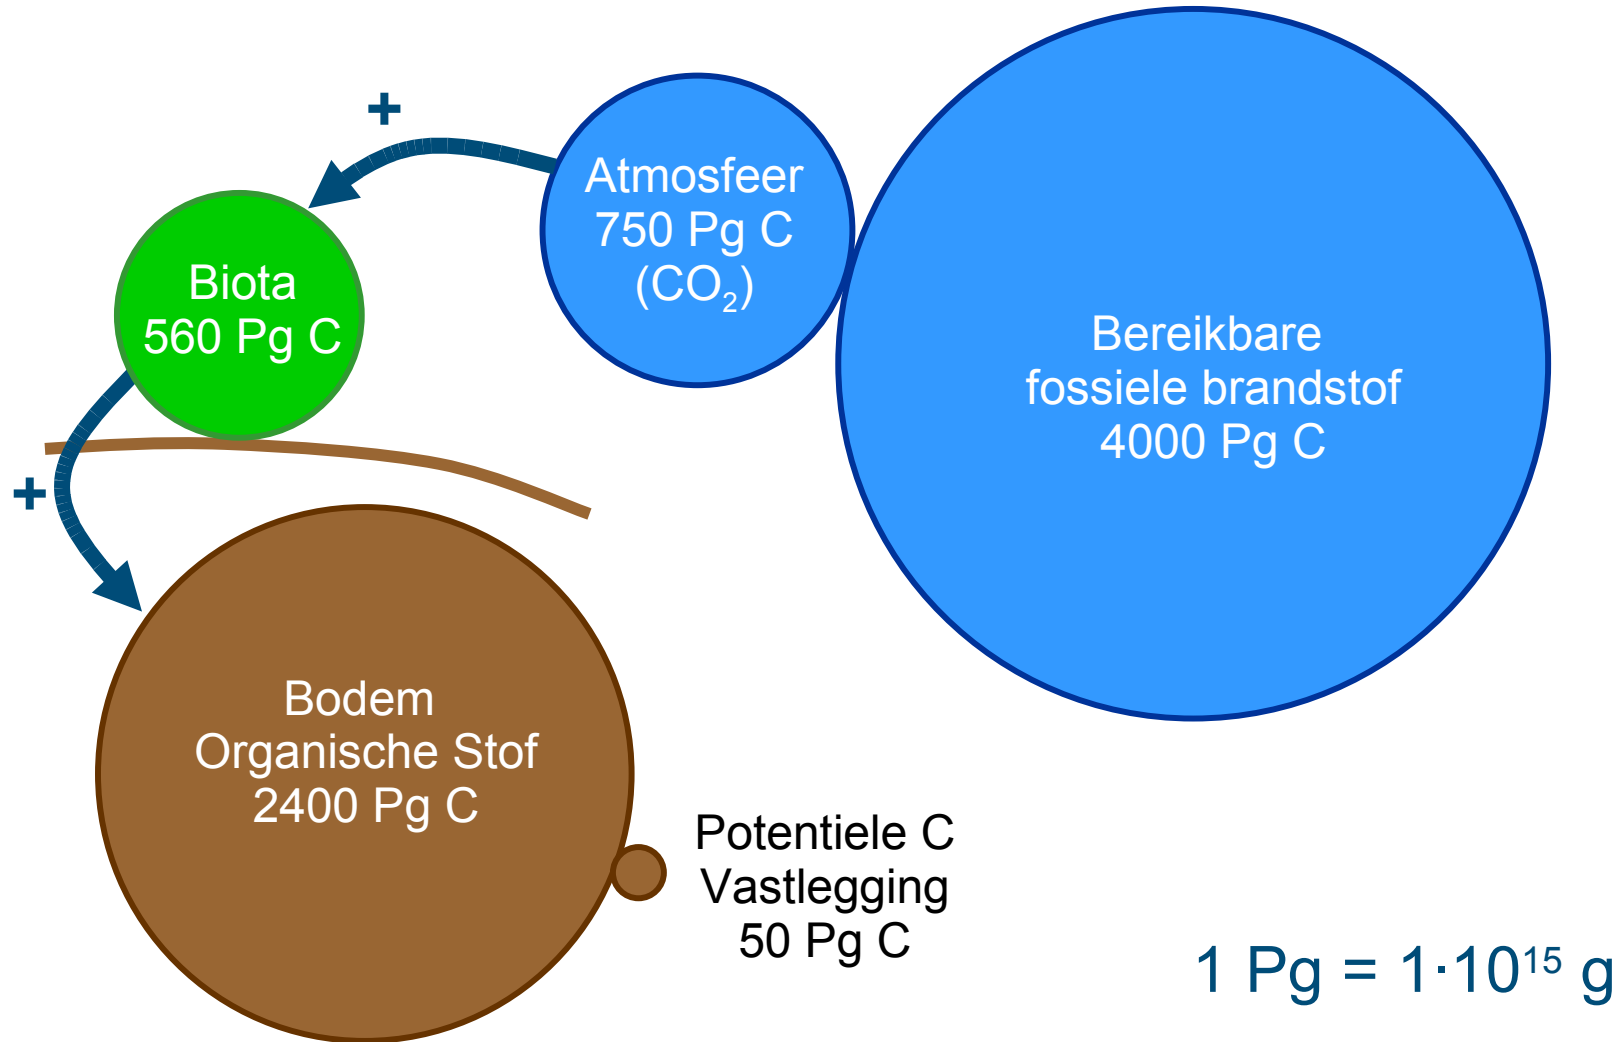 +
Atmosfeer
750 Pg C
(CO₂)
Biota
560 Pg C
Bereikbare
fossiele brandstof
4000 Pg C
+
Bodem
Organische Stof
2400 Pg C
Potentiele C
Vastlegging
50 Pg C
1 Pg = 1·10¹⁵ g